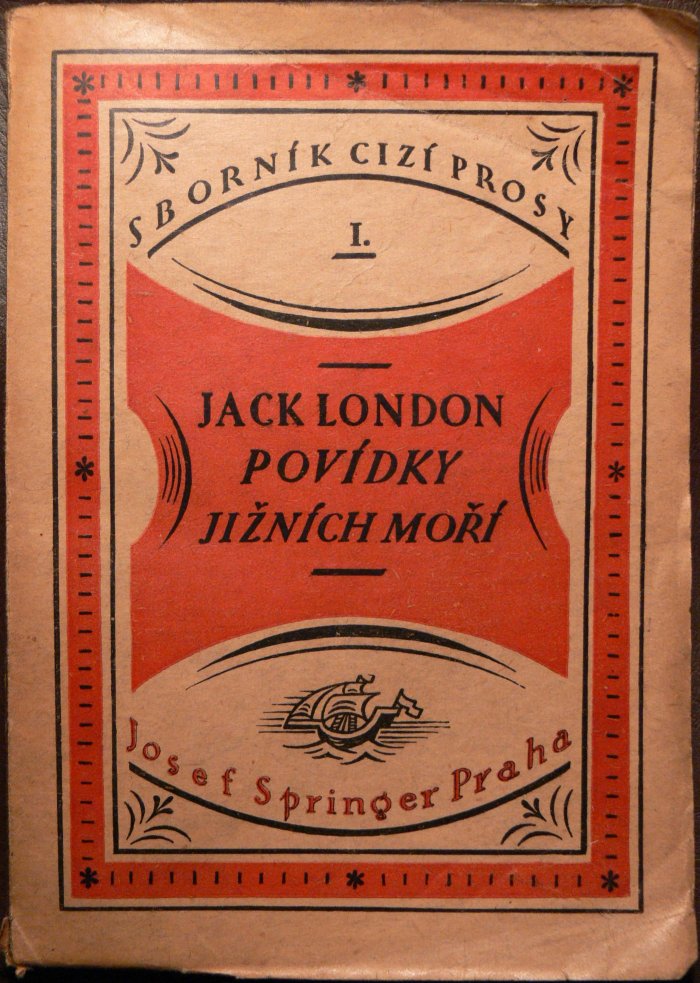 SBORNÍK CIZÍ PROSY
I.
JACK LONDON
POVÍDKY
JIŽNÍCH MOŘÍ
Josef Springer Praha